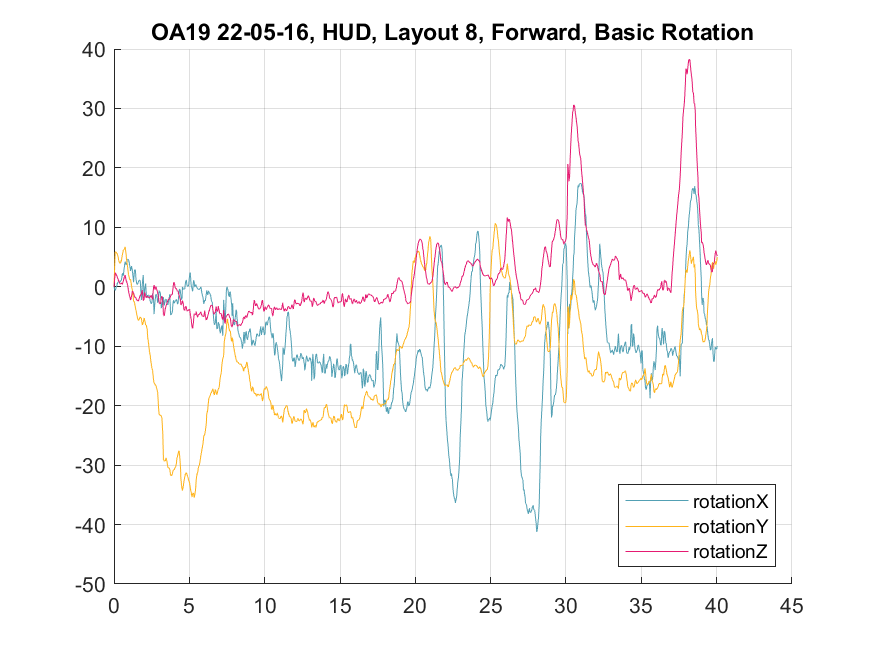 OA19 22-05-16, HUD, Layout 8, Forward, Basic Rotation
40
30
20
10
0
-10
-20
-30
-40
-50
rotationX
rotationY
rotationZ
0 5 10 15 20 25 30 35 40 45